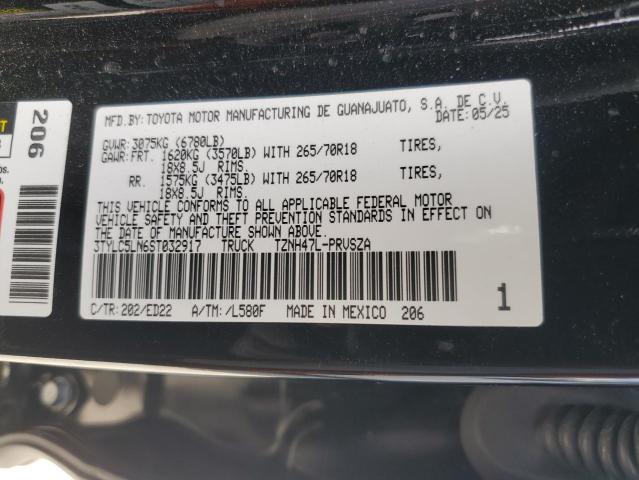 MFD. BY: TOYOTA MOTOR MANUFACTURING DE GUANAJUATO, S.A. DE C.V.
DATE: 05/25
GVWR: 3075KG (6780LB)
GAWR: FRT. 1620KG (3570LB) WITH 265/70R18 TIRES,
18X8.5J RIMS.
RR. 1575KG (3475LB) WITH 265/70R18 TIRES,
18X8.5J RIMS.
THIS VEHICLE CONFORMS TO ALL APPLICABLE FEDERAL MOTOR
VEHICLE SAFETY AND THEFT PREVENTION STANDARDS IN EFFECT ON THE
DATE OF MANUFACTURE SHOWN ABOVE.
3TYLC5LN6ST032917 TRUCK TZNH47L-PRVSZA
C/TR: 202/ED22 A/TM: /L580F MADE IN MEXICO 206
1
206